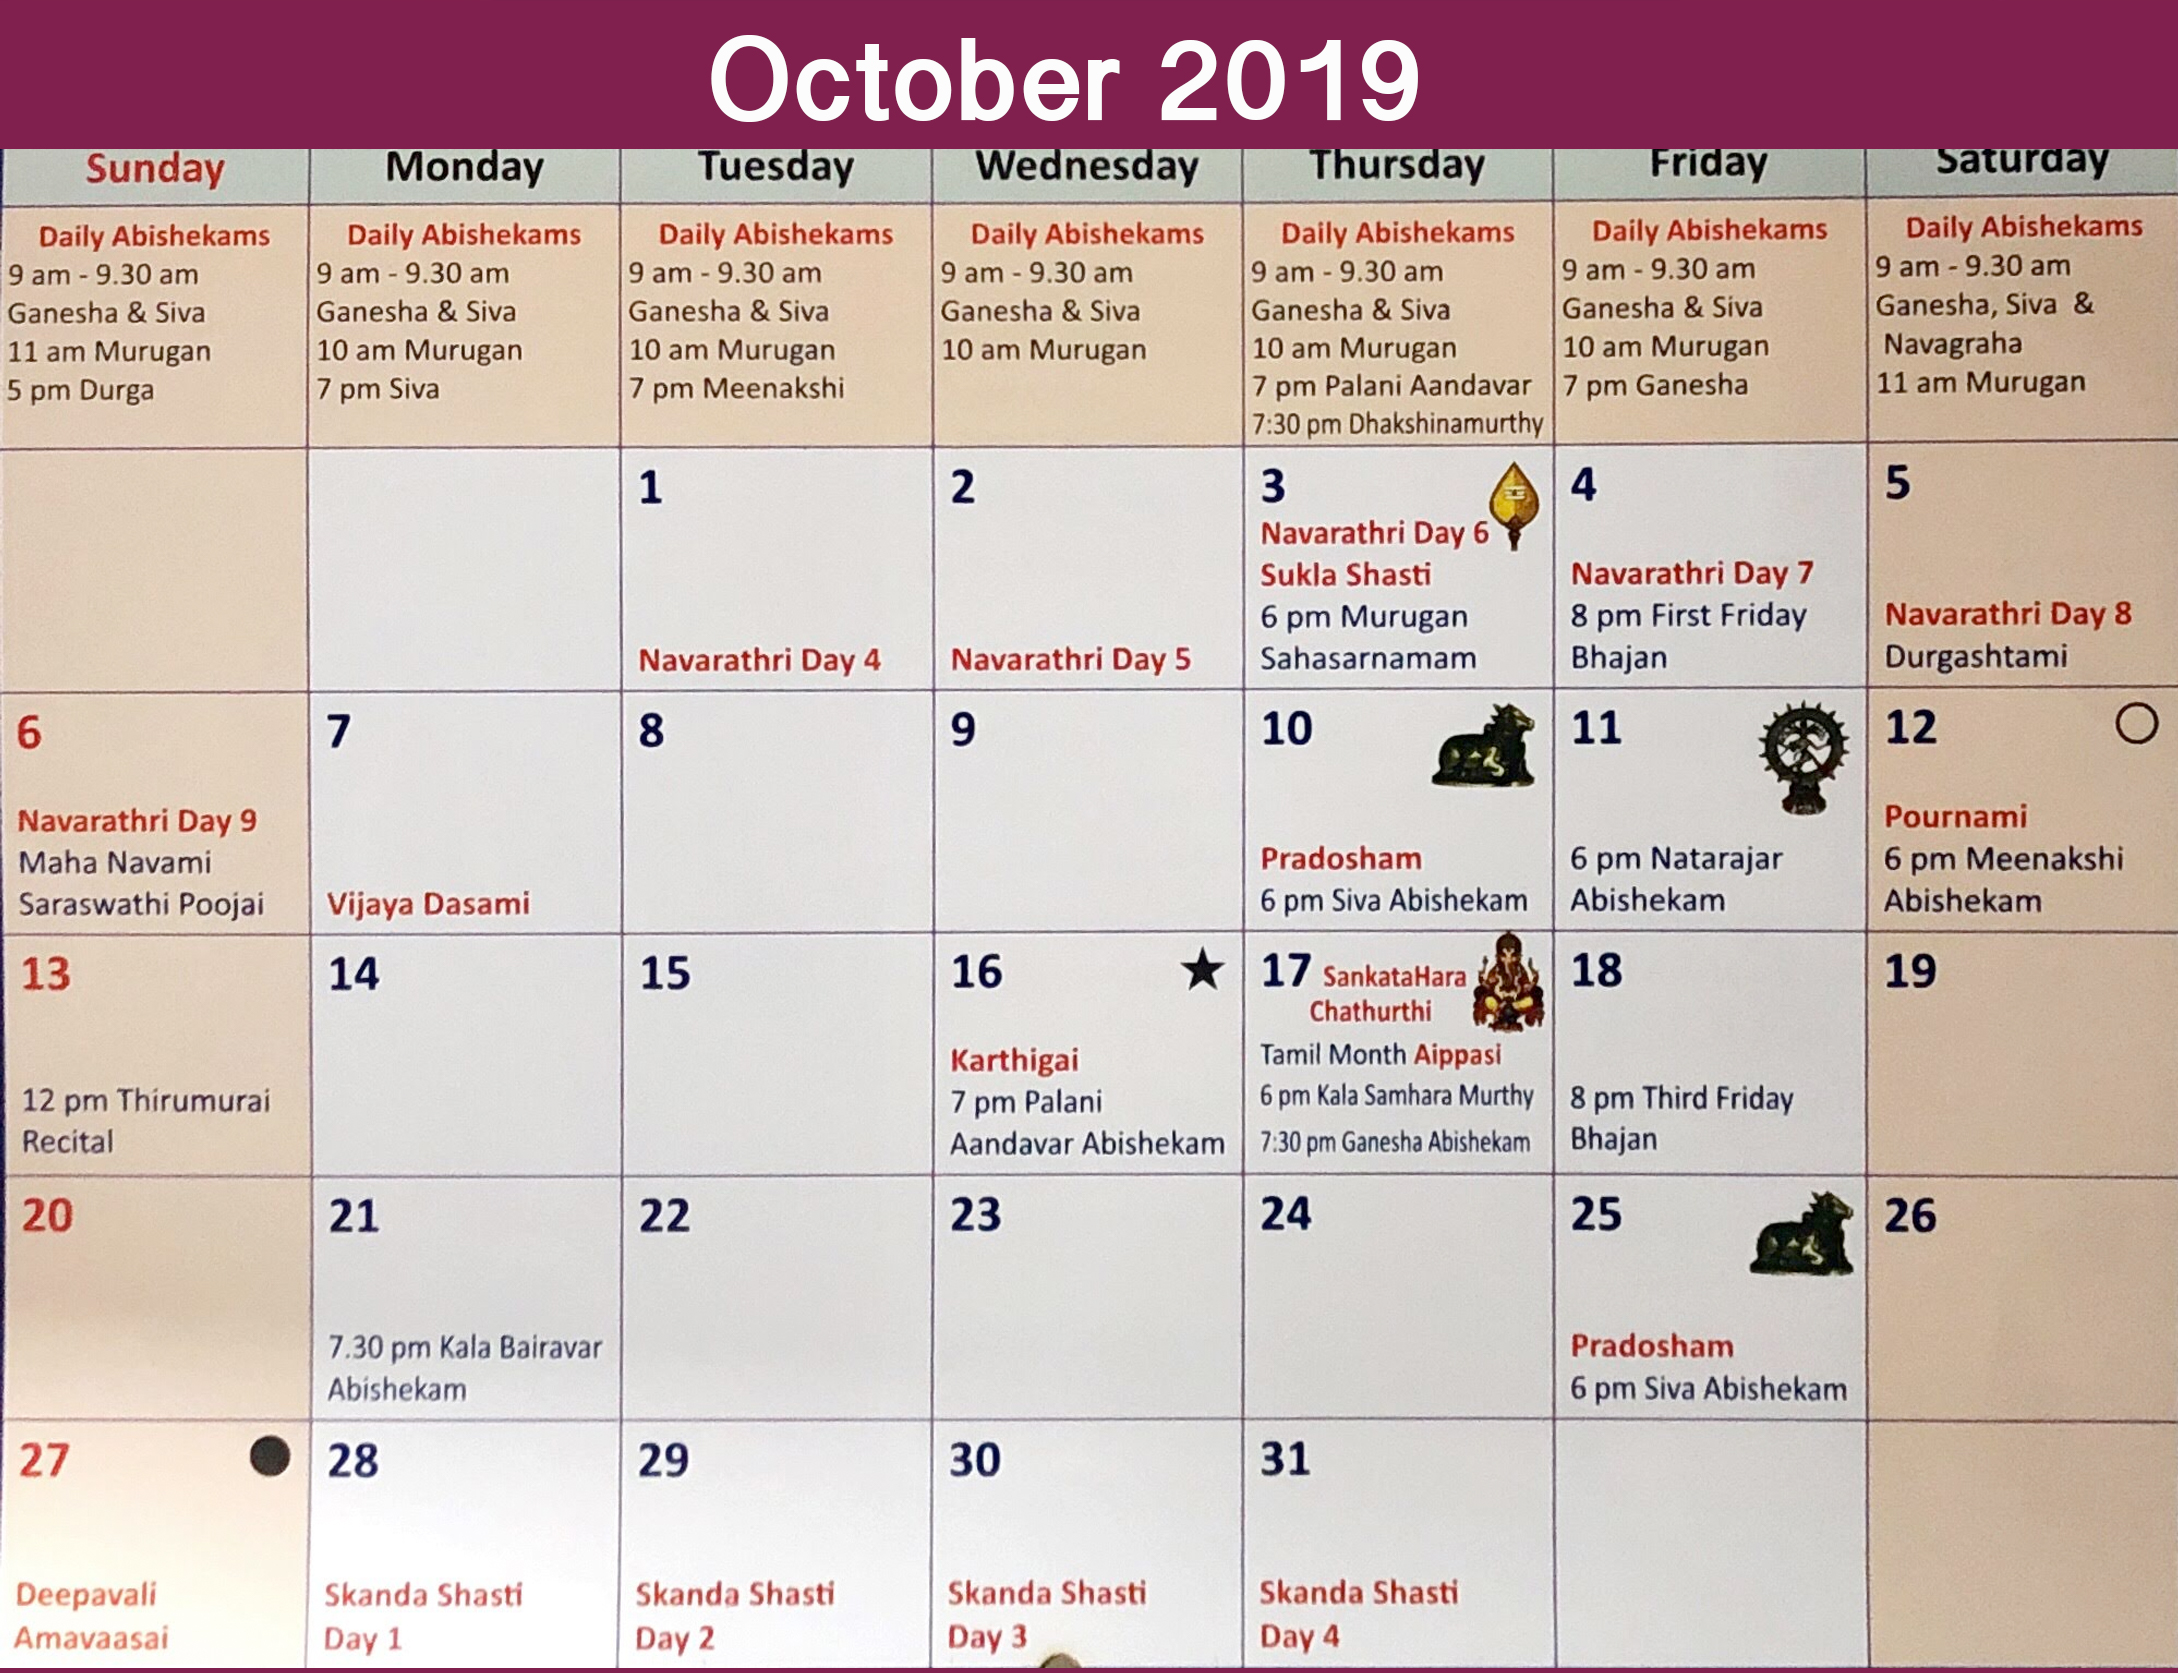 October 2019
Sunday
Monday
Tuesday
Wednesday
Thursday
Friday
Saturday
Daily Abishekams
9 am - 9.30 am
Ganesha & Siva
11 am Murugan
5 pm Durga
Daily Abishekams
9 am - 9.30 am
Ganesha & Siva
10 am Murugan
7 pm Siva
Daily Abishekams
9 am - 9.30 am
Ganesha & Siva
10 am Murugan
7 pm Meenakshi
Daily Abishekams
9 am - 9.30 am
Ganesha & Siva
10 am Murugan
Daily Abishekams
9 am - 9.30 am
Ganesha & Siva
10 am Murugan
7 pm Palani Aandavar
7:30 pm Dhakshinamurthy
Daily Abishekams
9 am - 9.30 am
Ganesha & Siva
10 am Murugan
7 pm Ganesha
Daily Abishekams
9 am - 9.30 am
Ganesha, Siva &
Navagraha
11 am Murugan
1
Navarathri Day 4
2
Navarathri Day 5
3
Navarathri Day 6
Sukla Shasti
6 pm Murugan
Sahasarnamam
4
Navarathri Day 7
8 pm First Friday
Bhajan
5
Navarathri Day 8
Durgashtami
6
Navarathri Day 9
Maha Navami
Saraswathi Poojai
7
Vijaya Dasami
8
9
10
Pradosham
6 pm Siva Abishekam
11
6 pm Natarajar
Abishekam
12
Pournami
6 pm Meenakshi
Abishekam
13
12 pm Thirumurai
Recital
14
15
16
Karthigai
7 pm Palani
Aandavar Abishekam
17 SankataHara
Chathurthi
Tamil Month Aippasi
6 pm Kala Samhara Murthy
7:30 pm Ganesha Abishekam
18
8 pm Third Friday
Bhajan
19
20
21
7.30 pm Kala Bairavar
Abishekam
22
23
24
25
Pradosham
6 pm Siva Abishekam
26
27
Deepavali
Amavaasai
28
Skanda Shasti
Day 1
29
Skanda Shasti
Day 2
30
Skanda Shasti
Day 3
31
Skanda Shasti
Day 4